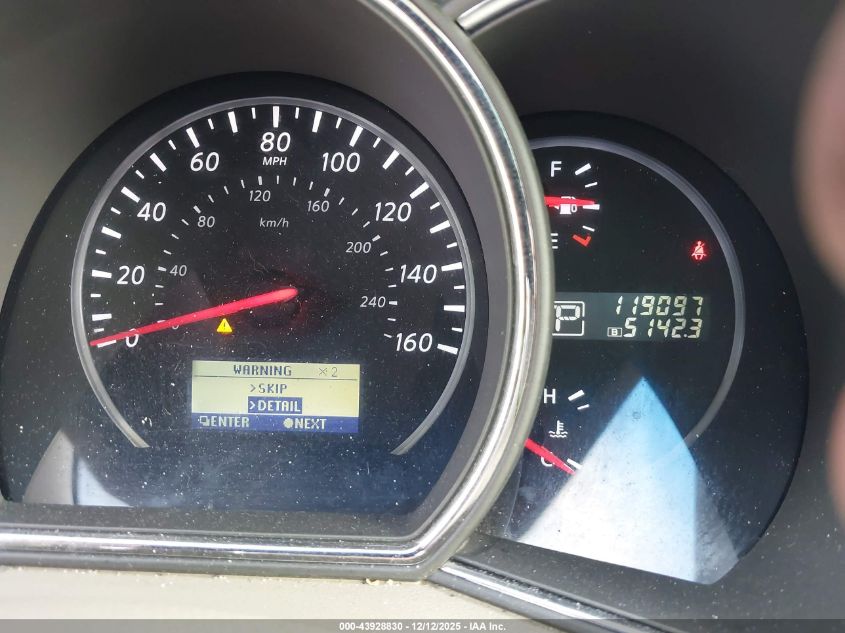 0
20
40
60
80
MPH
100
120
140
160
40
80
120
km/h
160
200
240
WARNING ×2
>SKIP
>DETAIL
ENTER NEXT
F
E
P
119097
B 5142.3
H
C
000-43928830 - 12/12/2025 - IAA Inc.